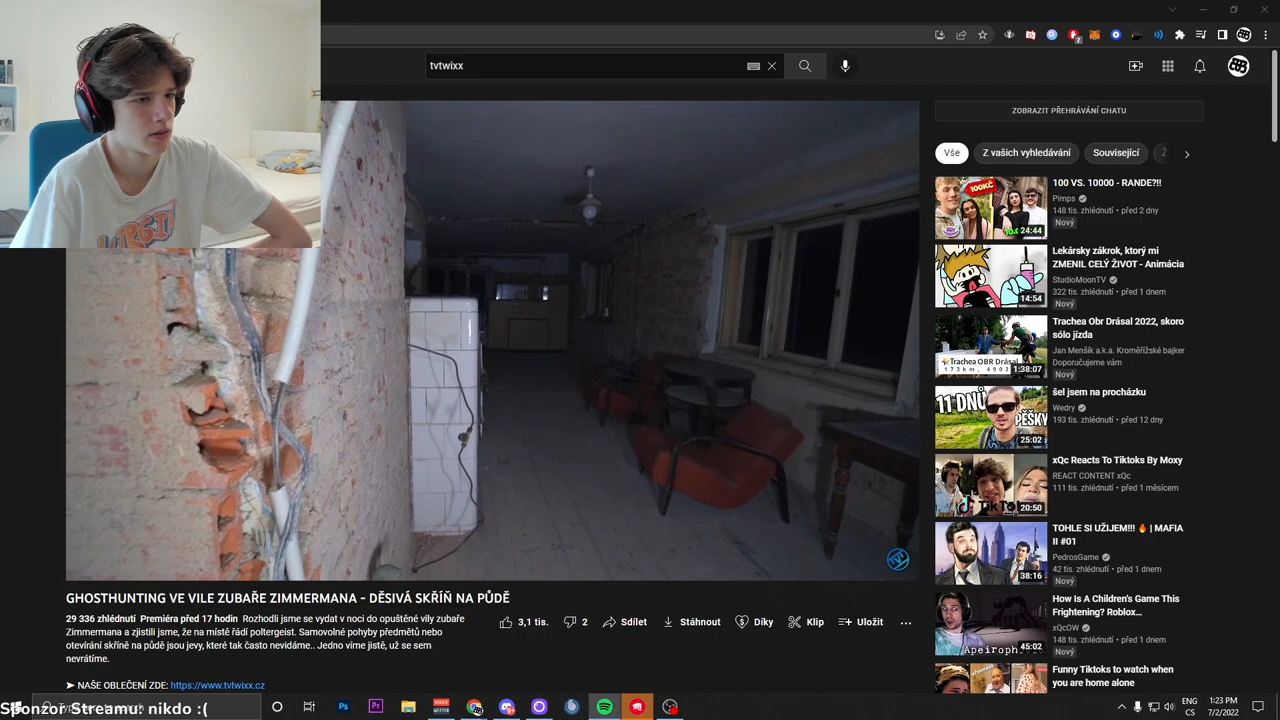 tvtwixx
ZOBRAZIT PŘEHRÁVÁNÍ CHATU
Vše
Z vašich vyhledávání
Související
100KČ
24:44
100 VS. 10000 - RANDE?!!
Pimps
148 tis. zhlédnutí • před 2 dny
Nový
14:54
Lekársky zákrok, ktorý mi
ZMENIL CELÝ ŽIVOT - Animácia
StudioMoonTV
322 tis. zhlédnutí • před 1 dnem
Nový
Trachea OBR Drásal
173km, 4902
1:38:07
Trachea Obr Drásal 2022, skoro
sólo jízda
Jan Menšík a.k.a. Kroměřížské bajker
Doporučujeme vám
Nový
11 DNŮ
PĚŠKY
25:02
šel jsem na procházku
Wedry
193 tis. zhlédnutí • před 12 dny
20:50
xQc Reacts To Tiktoks By Moxy
REACT CONTENT xQc
111 tis. zhlédnutí • před 1 měsícem
38:16
TOHLE SI UŽIJEM!!! 🔥 | MAFIA
II #01
PedrosGame
42 tis. zhlédnutí • před 1 dnem
Nový
Apeiroph
45:02
How Is A Children's Game This
Frightening? Roblox...
xQcOW
148 tis. zhlédnutí • před 1 dnem
Nový
Funny Tiktoks to watch when
you are home alone
GHOSTHUNTING VE VILE ZUBAŘE ZIMMERMANA - DĚSIVÁ SKŘÍŇ NA PŮDĚ
29 336 zhlédnutí Premiéra před 17 hodin Rozhodli jsme se vydat v noci do opuštěné vily zubaře
Zimmermana a zjistili jsme, že na místě řádí poltergeist. Samovolné pohyby předmětů nebo
otevírání skříně na půdě jsou jevy, které tak často nevidáme.. Jedno víme jistě, už se sem
nevrátíme.
3,1 tis.
2
Sdílet
Stáhnout
Díky
Klip
Uložit
➤ NAŠE OBLEČENÍ ZDE: https://www.tvtwixx.cz
Sponzor Streamu: nikdo :(
Ps
Pr
ENG
CS
1:23 PM
7/2/2022